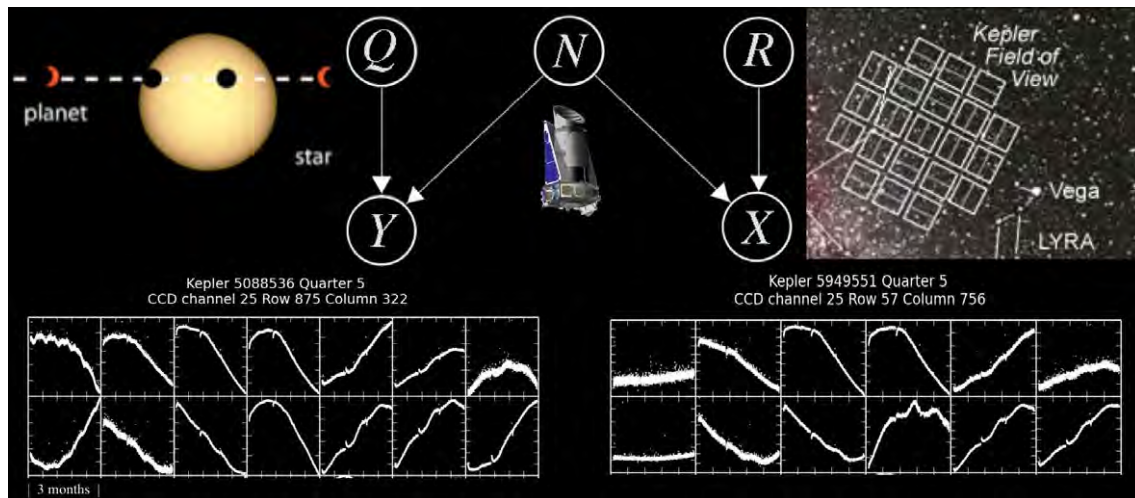 planet
star
Q
N
R
Y
X
Kepler
Field of
View
Vega
LYRA
Kepler 5088536 Quarter 5
CCD channel 25 Row 875 Column 322
Kepler 5949551 Quarter 5
CCD channel 25 Row 57 Column 756
| 3 months |